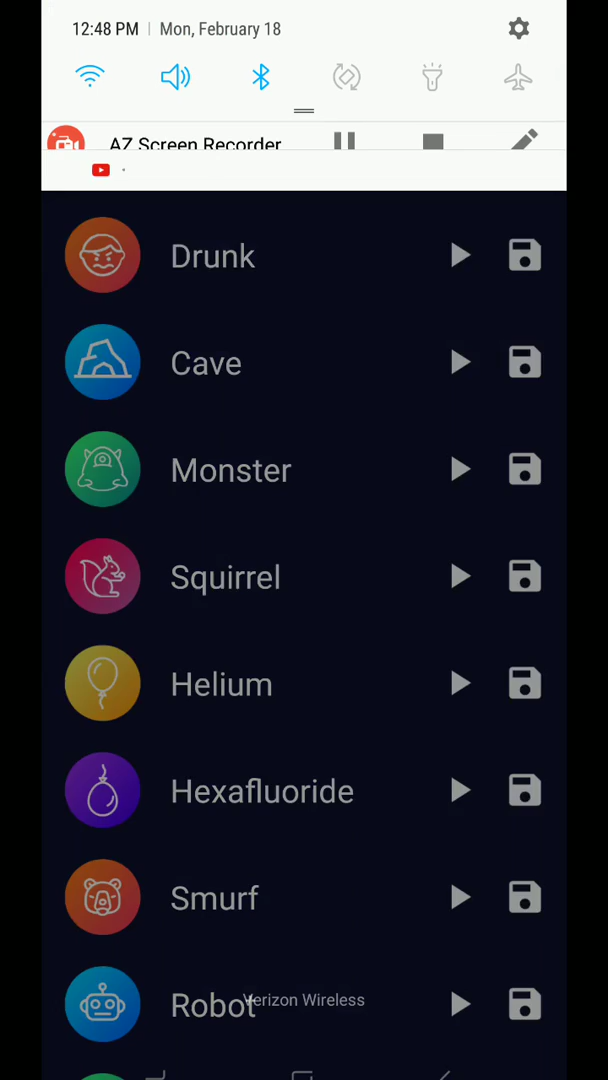 12:48 PM | Mon, February 18
AZ Screen Recorder
Drunk
Cave
Monster
Squirrel
Helium
Hexafluoride
Smurf
Robot
Verizon Wireless